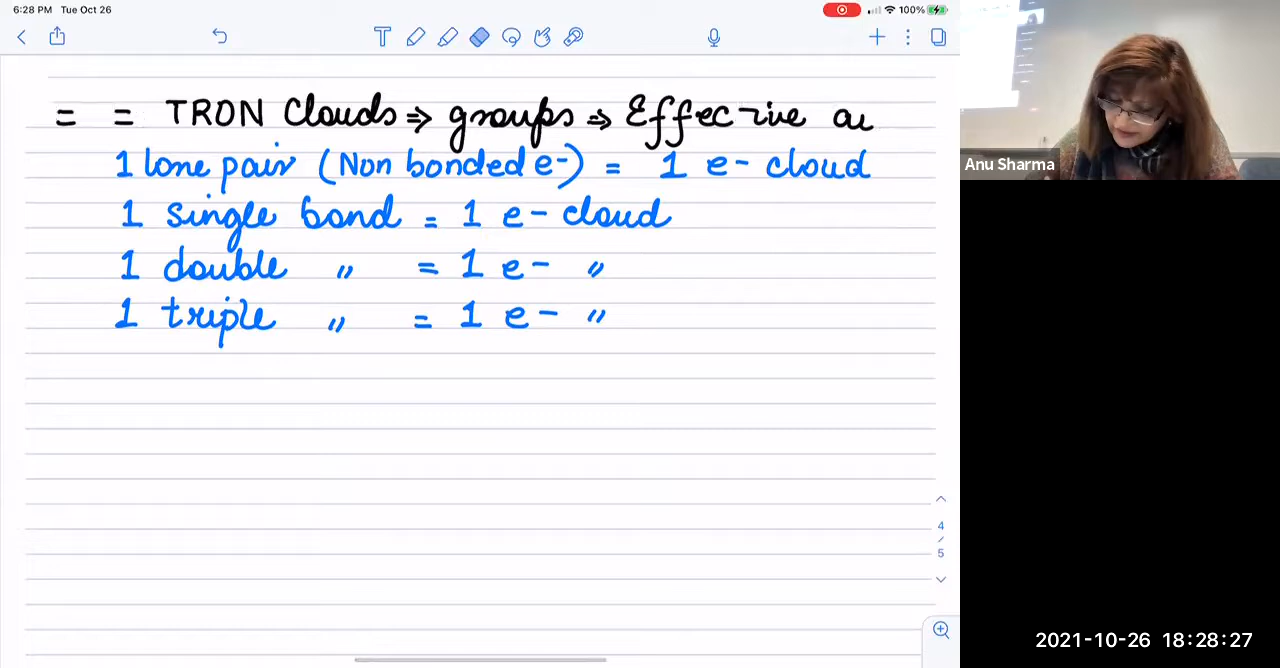 6:28 PM Tue Oct 26
100%
= = TRON Clouds ⇒ groups ⇒ Effective
1 lone pair (Non bonded e-) = 1 e- cloud
1 single bond = 1 e- cloud
1 double " = 1 e- "
1 triple " = 1 e- "
4
/
5
Anu Sharma
2021-10-26 18:28:27